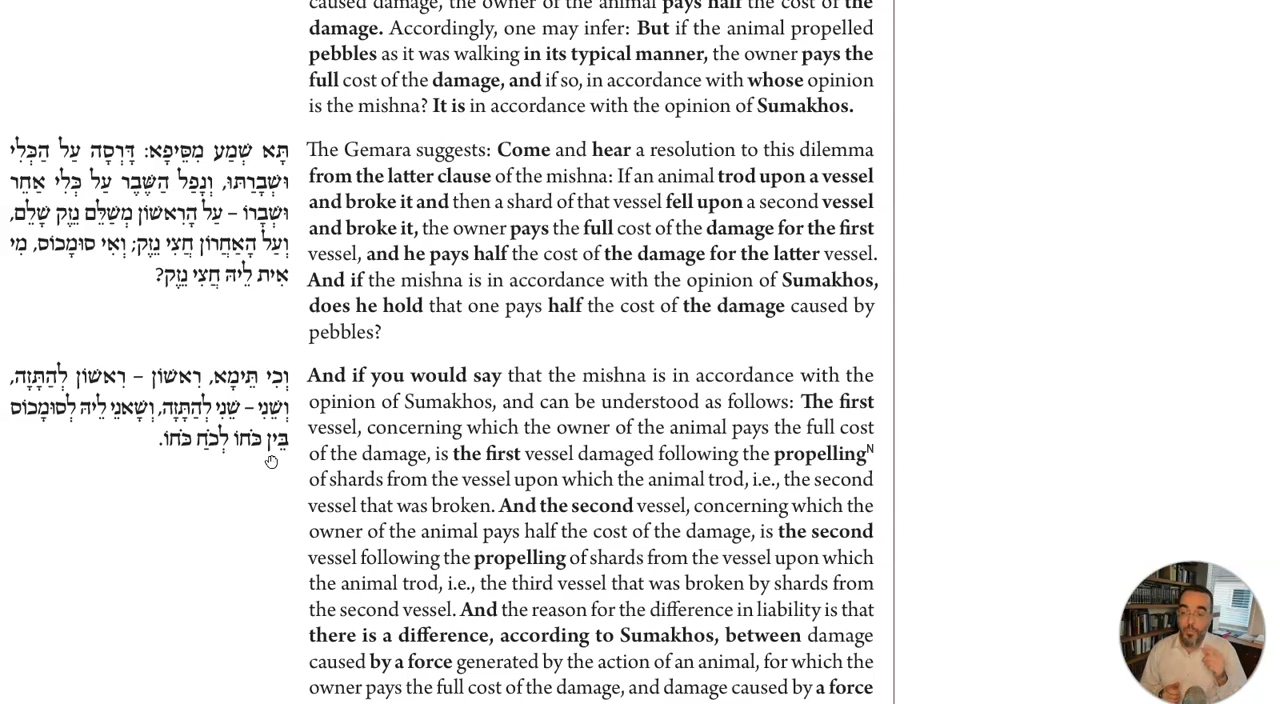 caused damage, the owner of the animal pays half the cost of the
damage. Accordingly, one may infer: But if the animal propelled
pebbles as it was walking in its typical manner, the owner pays the
full cost of the damage, and if so, in accordance with whose opinion
is the mishna? It is in accordance with the opinion of Sumakhos.
תָּא שְׁמַע מִסֵּיפָא: דָּרְסָה עַל הַכְּלִי
וּשְׁבָרַתּוּ, וְנָפַל הַשֶּׁבֶר עַל כְּלִי אַחֵר
וּשְׁבָרוֹ – עַל הָרִאשׁוֹן מְשַׁלֵּם נֶזֶק שָׁלֵם,
וְעַל הָאַחֲרוֹן חֲצִי נֶזֶק; וְאִי סוּמָכוֹס, מִי
אִית לֵיהּ חֲצִי נֶזֶק?
The Gemara suggests: Come and hear a resolution to this dilemma
from the latter clause of the mishna: If an animal trod upon a vessel
and broke it and then a shard of that vessel fell upon a second vessel
and broke it, the owner pays the full cost of the damage for the first
vessel, and he pays half the cost of the damage for the latter vessel.
And if the mishna is in accordance with the opinion of Sumakhos,
does he hold that one pays half the cost of the damage caused by
pebbles?
וְכִי תֵּימָא, רִאשׁוֹן – רִאשׁוֹן לְהַתָּזָה,
וְשֵׁנִי – שֵׁנִי לְהַתָּזָה, וְשָׁאנֵי לֵיהּ לְסוּמָכוֹס
בֵּין כֹּחוֹ לְכֹחַ כֹּחוֹ.
And if you would say that the mishna is in accordance with the
opinion of Sumakhos, and can be understood as follows: The first
vessel, concerning which the owner of the animal pays the full cost
of the damage, is the first vessel damaged following the propellingᴺ
of shards from the vessel upon which the animal trod, i.e., the second
vessel that was broken. And the second vessel, concerning which the
owner of the animal pays half the cost of the damage, is the second
vessel following the propelling of shards from the vessel upon which
the animal trod, i.e., the third vessel that was broken by shards from
the second vessel. And the reason for the difference in liability is that
there is a difference, according to Sumakhos, between damage
caused by a force generated by the action of an animal, for which the
owner pays the full cost of the damage, and damage caused by a force